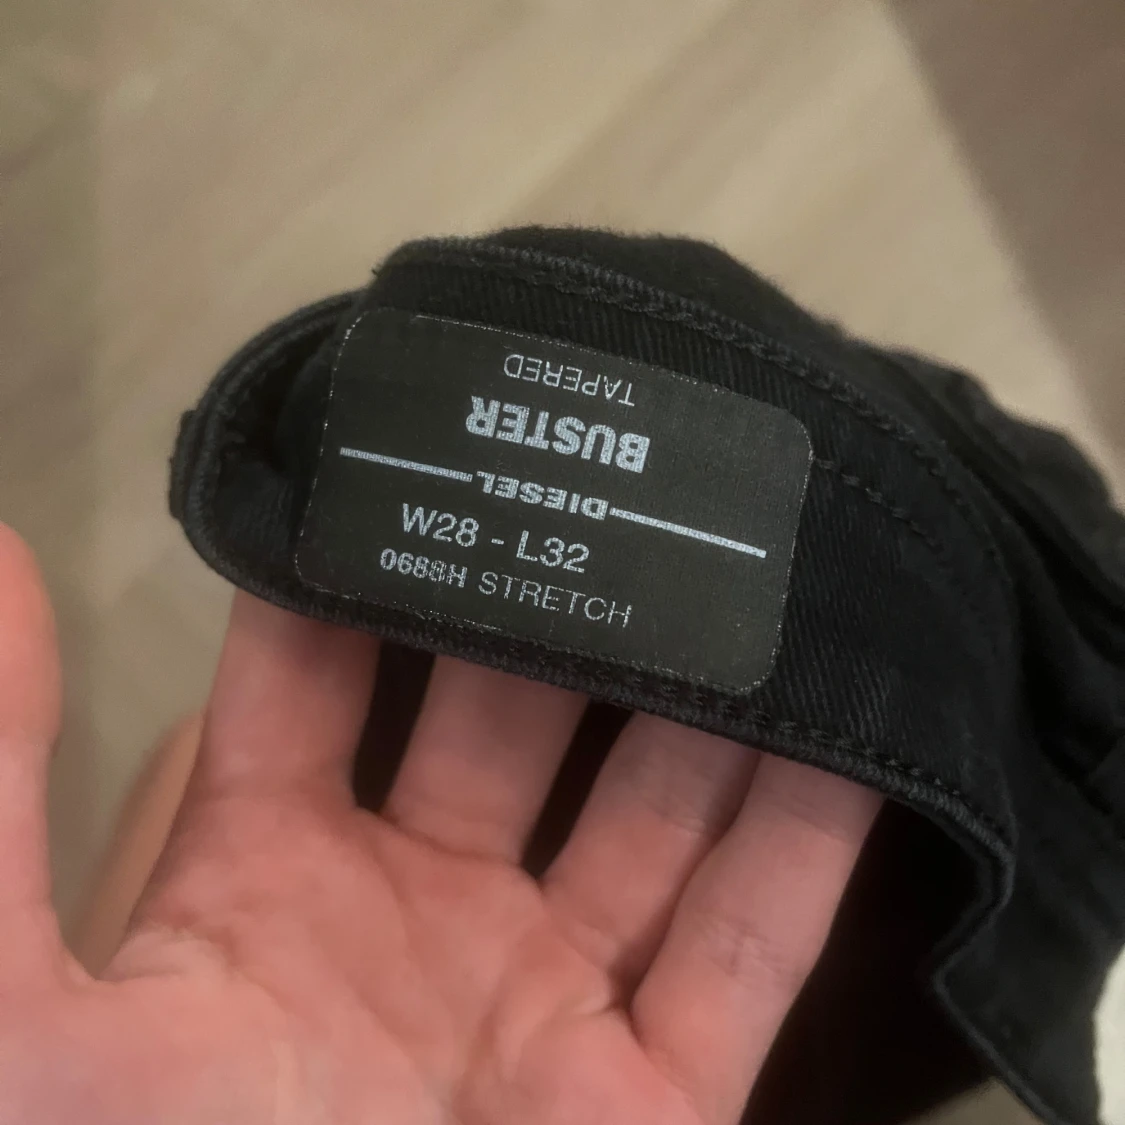 TAPERED
BUSTER
DIESEL
W28 - L32
0688H STRETCH